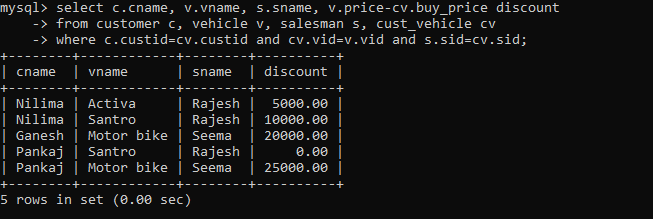 mysql> select c.cname, v.vname, s.sname, v.price-cv.buy_price discount
    -> from customer c, vehicle v, salesman s, cust_vehicle cv
    -> where c.custid=cv.custid and cv.vid=v.vid and s.sid=cv.sid;
+--------+------------+--------+----------+
| cname  | vname      | sname  | discount |
+--------+------------+--------+----------+
| Nilima | Activa     | Rajesh |  5000.00 |
| Nilima | Santro     | Rajesh | 10000.00 |
| Ganesh | Motor bike | Seema  | 20000.00 |
| Pankaj | Santro     | Rajesh |     0.00 |
| Pankaj | Motor bike | Seema  | 25000.00 |
+--------+------------+--------+----------+
5 rows in set (0.00 sec)